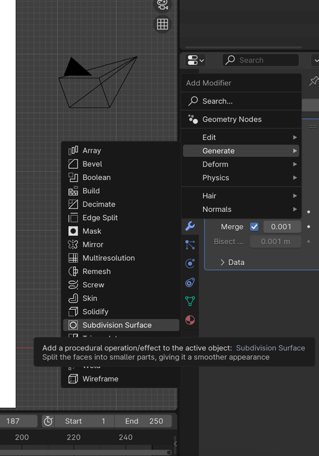 Search
Add Modifier
Search...
Geometry Nodes
Edit
Generate
Deform
Physics
Hair
Normals
Array
Bevel
Boolean
Build
Decimate
Edge Split
Mask
Mirror
Multiresolution
Remesh
Screw
Skin
Solidify
Subdivision Surface
Add a procedural operation/effect to the active object: Subdivision Surface
Split the faces into smaller parts, giving it a smoother appearance
Wireframe
Merge 0.001
Bisect ... 0.001 m
Data
187 Start 1 End 250
200 220 240